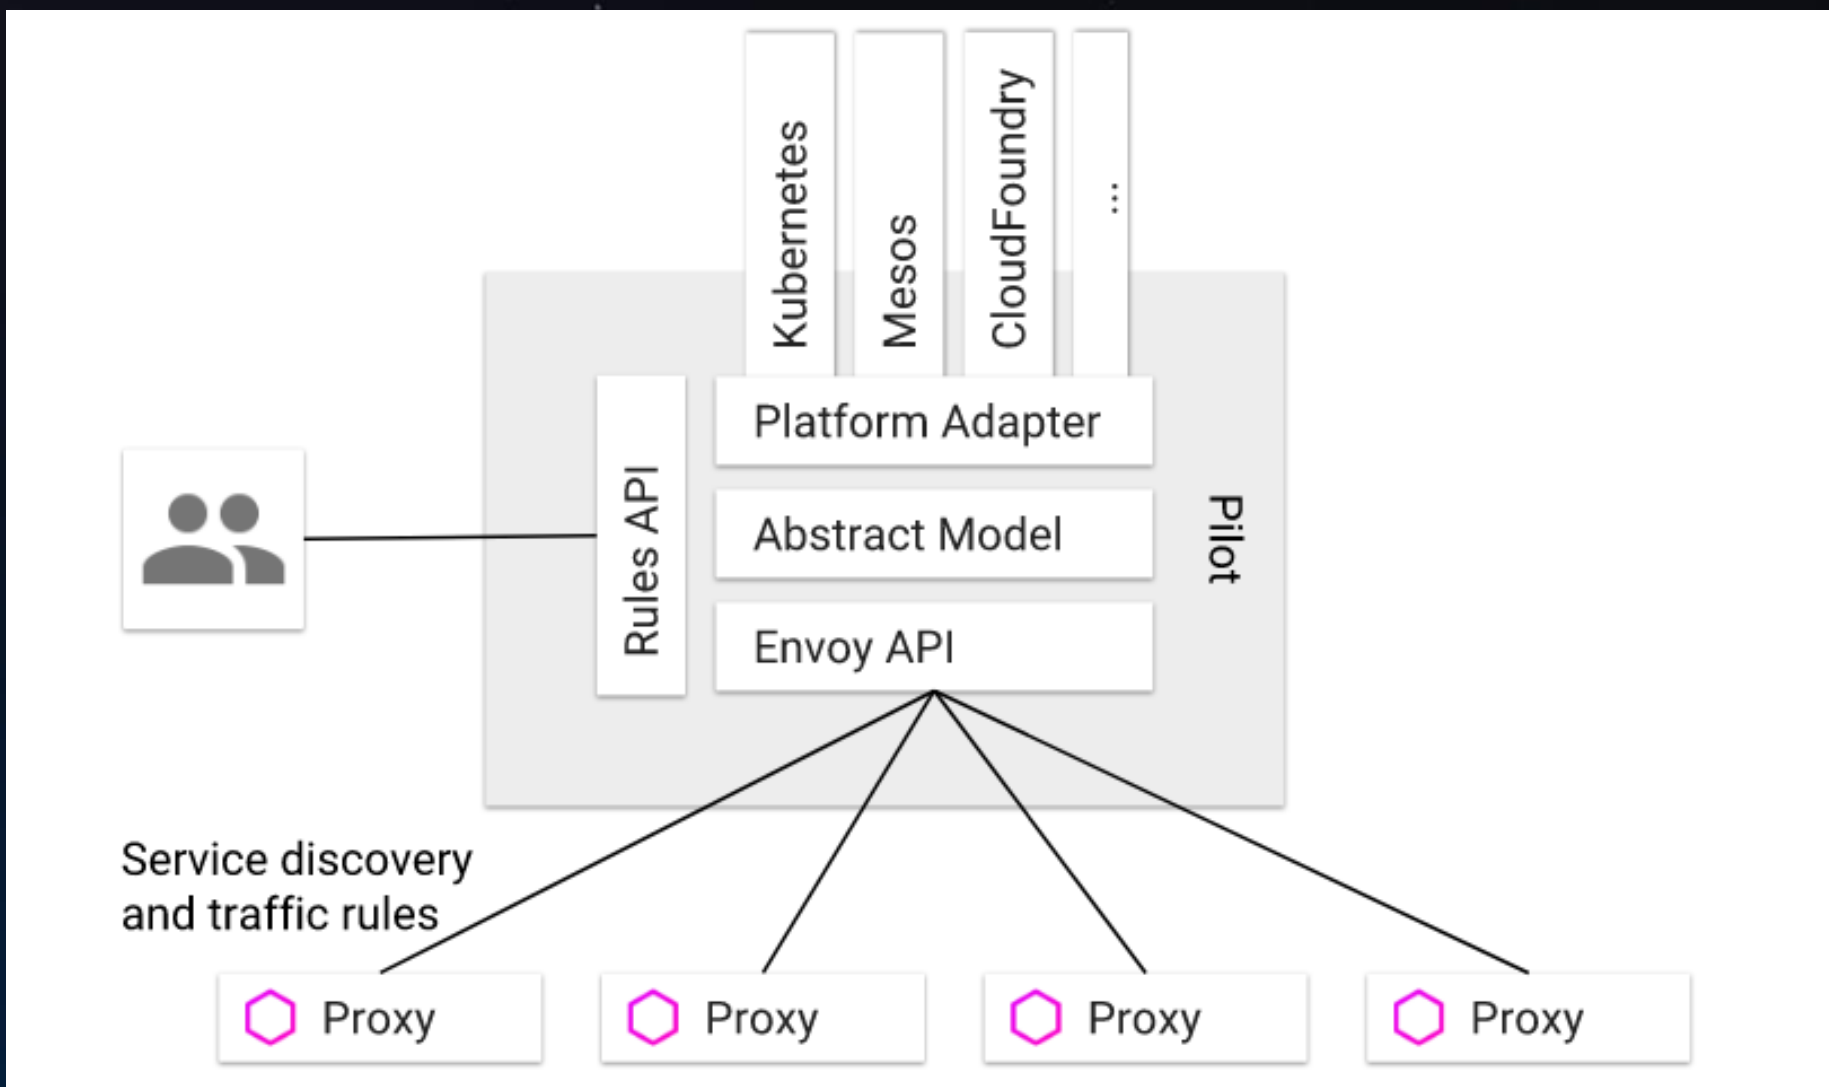 Kubernetes
Mesos
CloudFoundry
...
Platform Adapter
Rules API
Abstract Model
Pilot
Envoy API
Service discovery
and traffic rules
Proxy
Proxy
Proxy
Proxy